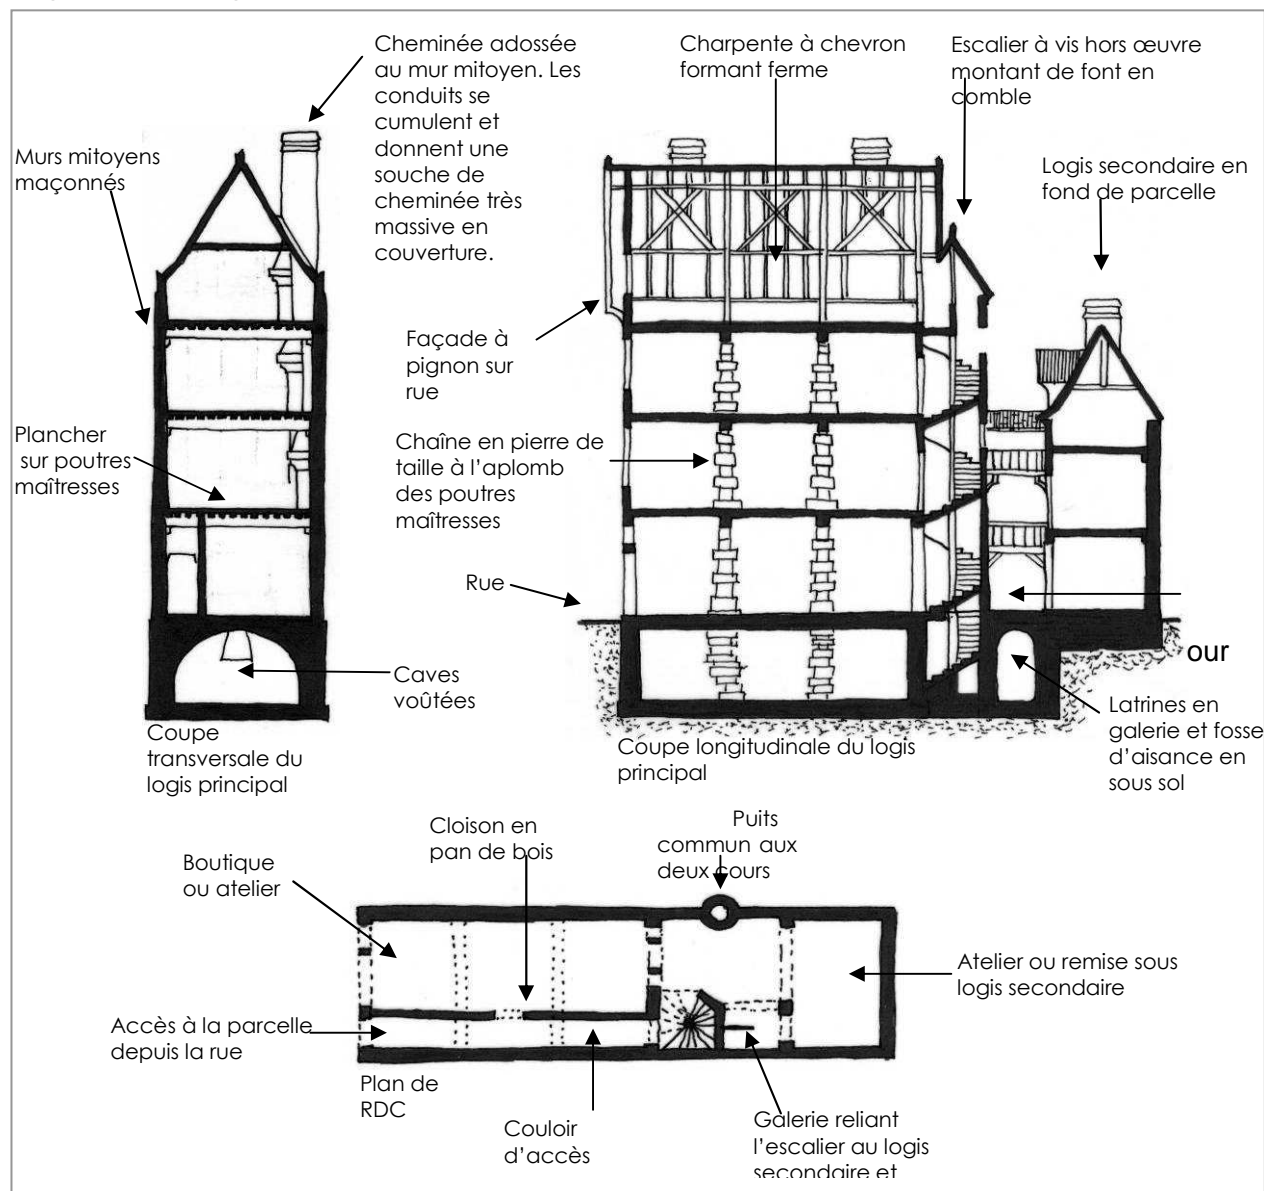 Cheminée adossée
au mur mitoyen. Les
conduits se
cumulent et
donnent une
souche de
cheminée très
massive en
couverture.
Charpente à chevron
formant ferme
Escalier à vis hors œuvre
montant de font en
comble
Murs mitoyens
maçonnés
Logis secondaire en
fond de parcelle
Façade à
pignon sur
rue
Plancher
sur poutres
maîtresses
Chaîne en pierre de
taille à l'aplomb
des poutres
maîtresses
Rue
our
Caves
voûtées
Latrines en
galerie et fosse
d'aisance en
sous sol
Coupe
transversale du
logis principal
Coupe longitudinale du logis
principal
Cloison en
pan de bois
Puits
commun aux
deux cours
Boutique
ou atelier
Atelier ou remise sous
logis secondaire
Accès à la parcelle
depuis la rue
Plan de
RDC
Couloir
d'accès
Galerie reliant
l'escalier au logis
secondaire et